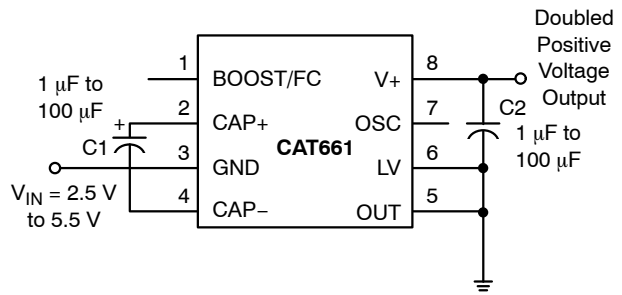 Doubled
Positive
Voltage
Output
1 8
BOOST/FC V+
1 μF to
100 μF
2 7
CAP+ OSC
C2
+
C1
CAT661
1 μF to
100 μF
3 6
GND LV
VIN = 2.5 V
to 5.5 V
4 5
CAP− OUT